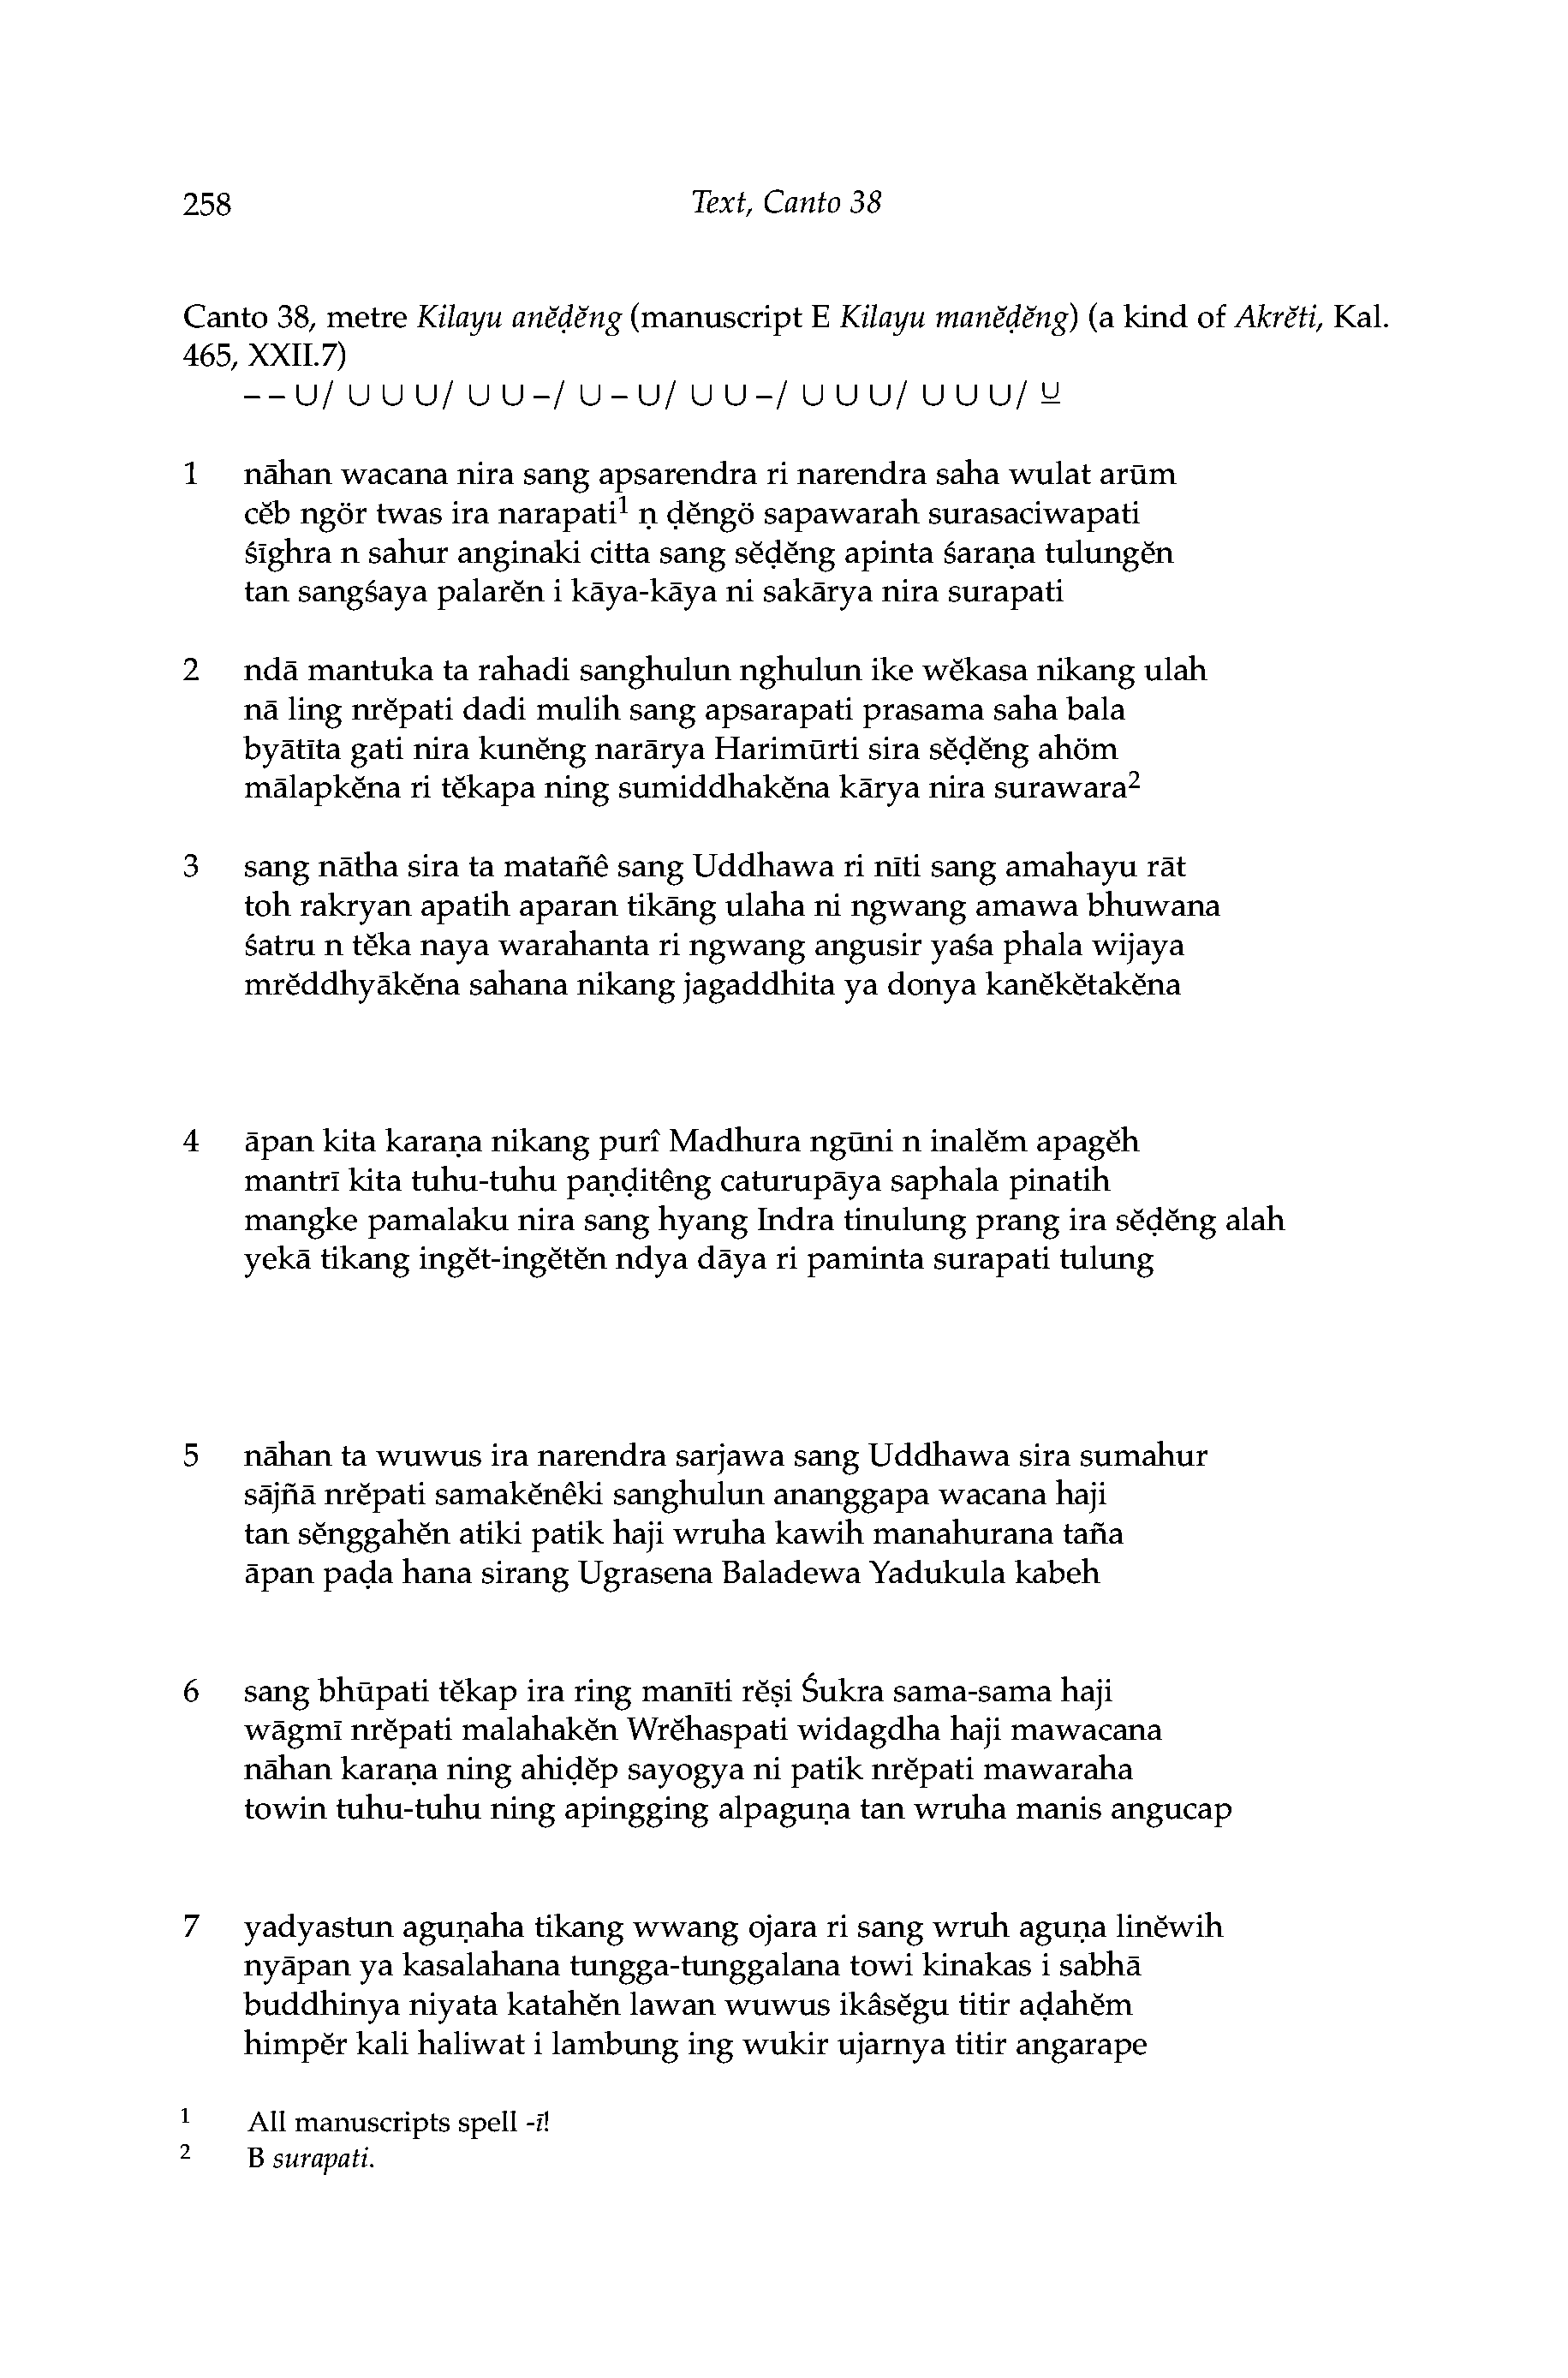 258
Text, Canto 38
Canto 38, metre Kilayu anĕḍĕng (manuscript E Kilayu manĕḍĕng) (a kind of Akrĕti, Kal.
465, XXII.7)
– – ∪/ ∪ ∪ ∪/ ∪ ∪ –/ ∪ – ∪/ ∪ ∪ –/ ∪ ∪ ∪/ ∪ ∪ ∪/ ⊻
1 nāhan wacana nira sang apsarendra ri narendra saha wulat arūm
cĕb ngör twas ira narapati¹ ṇ ḍĕngö sapawarah surasaciwapati
śīghra n sahur anginaki citta sang sĕḍĕng apinta śaraṇa tulungĕn
tan sangśaya palarĕn i kāya-kāya ni sakārya nira surapati
2 ndā mantuka ta rahadi sanghulun nghulun ike wĕkasa nikang ulah
nā ling nrĕpati dadi mulih sang apsarapati prasama saha bala
byātīta gati nira kunĕng narārya Harimūrti sira sĕḍĕng ahöm
mālapkĕna ri tĕkapa ning sumiddhakĕna kārya nira surawara²
3 sang nātha sira ta matañê sang Uddhawa ri nīti sang amahayu rāt
toh rakryan apatih aparan tikāng ulaha ni ngwang amawa bhuwana
śatru n tĕka naya warahanta ri ngwang angusir yaśa phala wijaya
mrĕddhyākĕna sahana nikang jagaddhita ya donya kanĕkĕtakĕna
4 āpan kita karaṇa nikang purî Madhura ngūni n inalĕm apagĕh
mantrī kita tuhu-tuhu paṇḍitêng caturupāya saphala pinatih
mangke pamalaku nira sang hyang Indra tinulung prang ira sĕḍĕng alah
yekā tikang ingĕt-ingĕtĕn ndya dāya ri paminta surapati tulung
5 nāhan ta wuwus ira narendra sarjawa sang Uddhawa sira sumahur
sājñā nrĕpati samakĕnêki sanghulun ananggapa wacana haji
tan sĕnggahĕn atiki patik haji wruha kawih manahurana taña
āpan paḍa hana sirang Ugrasena Baladewa Yadukula kabeh
6 sang bhūpati tĕkap ira ring manīti rĕṣi Śukra sama-sama haji
wāgmī nrĕpati malahakĕn Wrĕhaspati widagdha haji mawacana
nāhan karaṇa ning ahiḍĕp sayogya ni patik nrĕpati mawaraha
towin tuhu-tuhu ning apingging alpaguṇa tan wruha manis angucap
7 yadyastun aguṇaha tikang wwang ojara ri sang wruh aguṇa linĕwih
nyāpan ya kasalahana tungga-tunggalana towi kinakas i sabhā
buddhinya niyata katahĕn lawan wuwus ikâsĕgu titir aḍahĕm
himpĕr kali haliwat i lambung ing wukir ujarnya titir angarape
¹ All manuscripts spell -ī!
² B surapati.